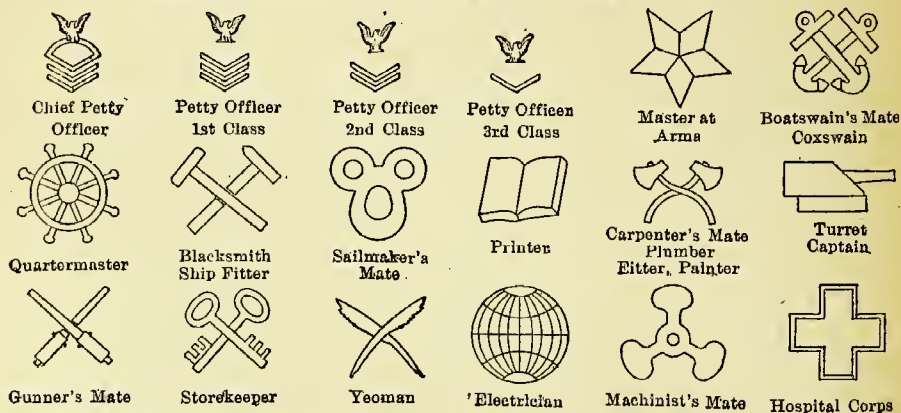 Chief Petty
Officer
Petty Officer
1st Class
Petty Officer
2nd Class
Petty Officen
3rd Class
Master at
Arma
Boatswain's Mate
Coxswain
Quartermaster
Blacksmith
Ship Fitter
Sailmaker's
Mate
Printer
Carpenter's Mate
Plumber
Eitter, Painter
Turret
Captain
Gunner's Mate
Storekeeper
Yeoman
'Electrician
Machinist's Mate
Hospital Corps